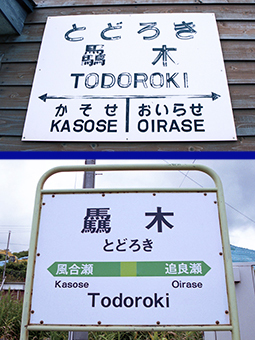 とどろき
驫 木
TODOROKI
かそせ おいらせ
KASOSE OIRASE
驫 木
とどろき
風合瀬 追良瀬
Kasose Oirase
Todoroki